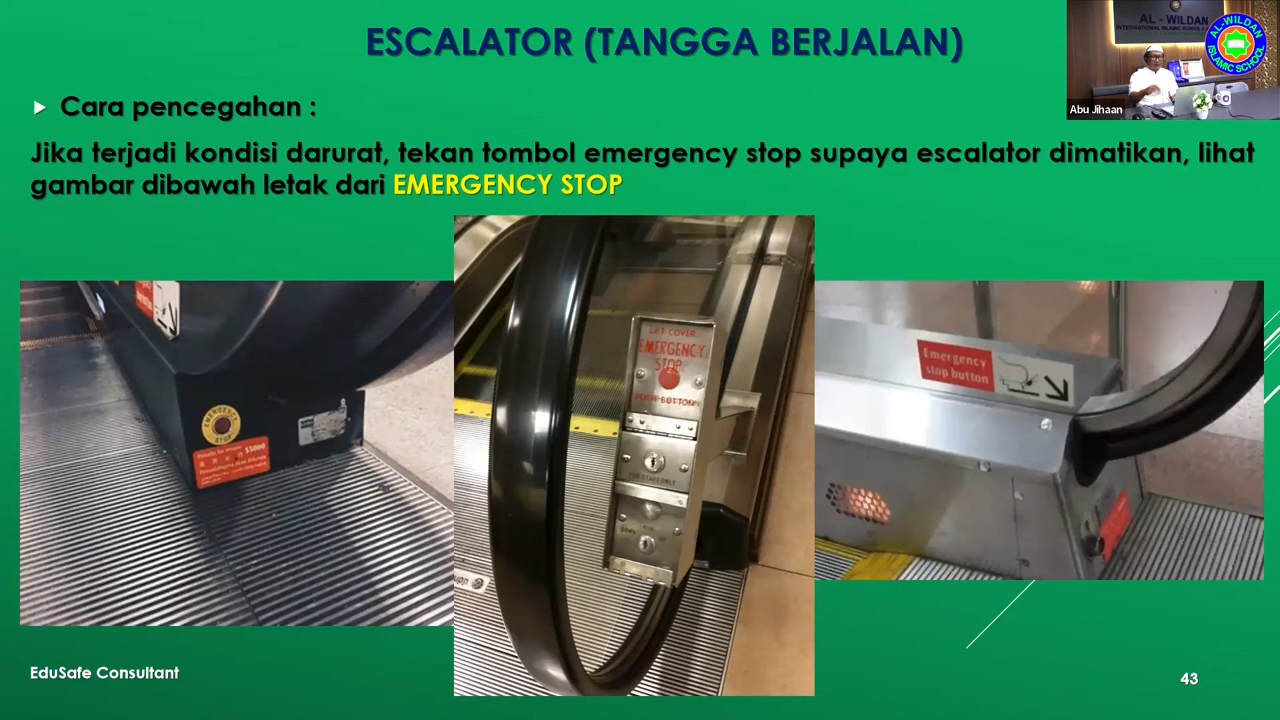 ESCALATOR (TANGGA BERJALAN)
AL - WILDAN
INTERNATIONAL ISLAMIC SCHOOL
AL-WILDAN
ISLAMIC SCHOOL
Abu Jihaan
Cara pencegahan :
Jika terjadi kondisi darurat, tekan tombol emergency stop supaya escalator dimatikan, lihat
gambar dibawah letak dari EMERGENCY STOP
EMERGENCY
STOP
$5000
LIFT COVER
EMERGENCY
STOP
PUSH BUTTON
Emergency
stop button
EduSafe Consultant
43